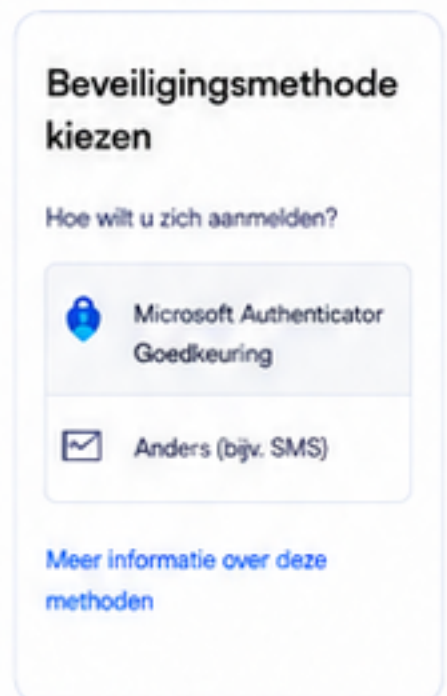 Beveiligingsmethode
kiezen
Hoe wilt u zich aanmelden?
Microsoft Authenticator
Goedkeuring
Anders (bijv. SMS)
Meer informatie over deze
methoden